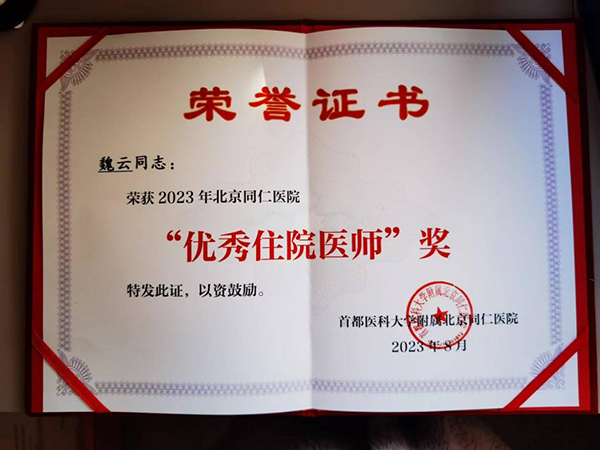 荣誉证书
魏云同志：
荣获 2023 年北京同仁医院
“优秀住院医师”奖
特发此证，以资鼓励。
首都医科大学附属北京同仁医院
2023 年 8 月